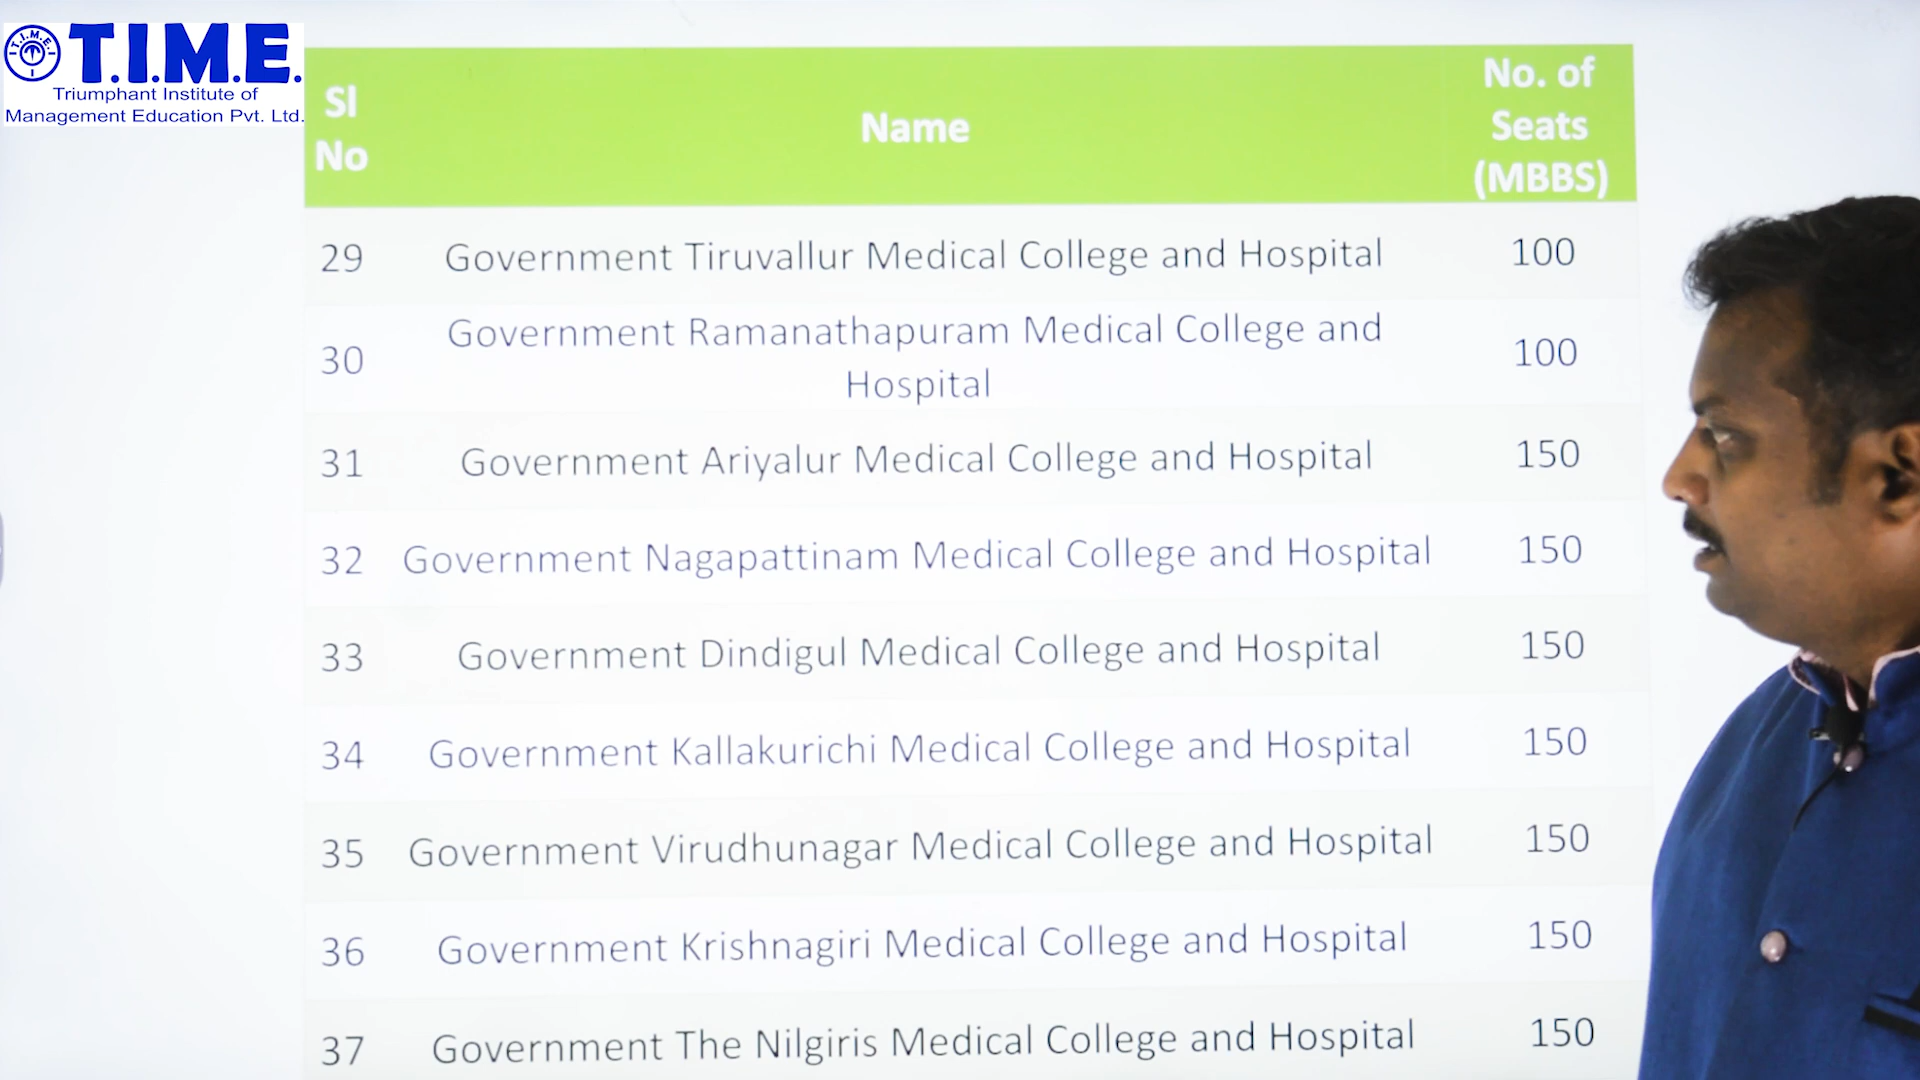 T.I.M.E.
T.I.M.E.
Triumphant Institute of
Management Education Pvt. Ltd.
Sl No Name No. of Seats (MBBS)
29 Government Tiruvallur Medical College and Hospital 100
30 Government Ramanathapuram Medical College and Hospital 100
31 Government Ariyalur Medical College and Hospital 150
32 Government Nagapattinam Medical College and Hospital 150
33 Government Dindigul Medical College and Hospital 150
34 Government Kallakurichi Medical College and Hospital 150
35 Government Virudhunagar Medical College and Hospital 150
36 Government Krishnagiri Medical College and Hospital 150
37 Government The Nilgiris Medical College and Hospital 150